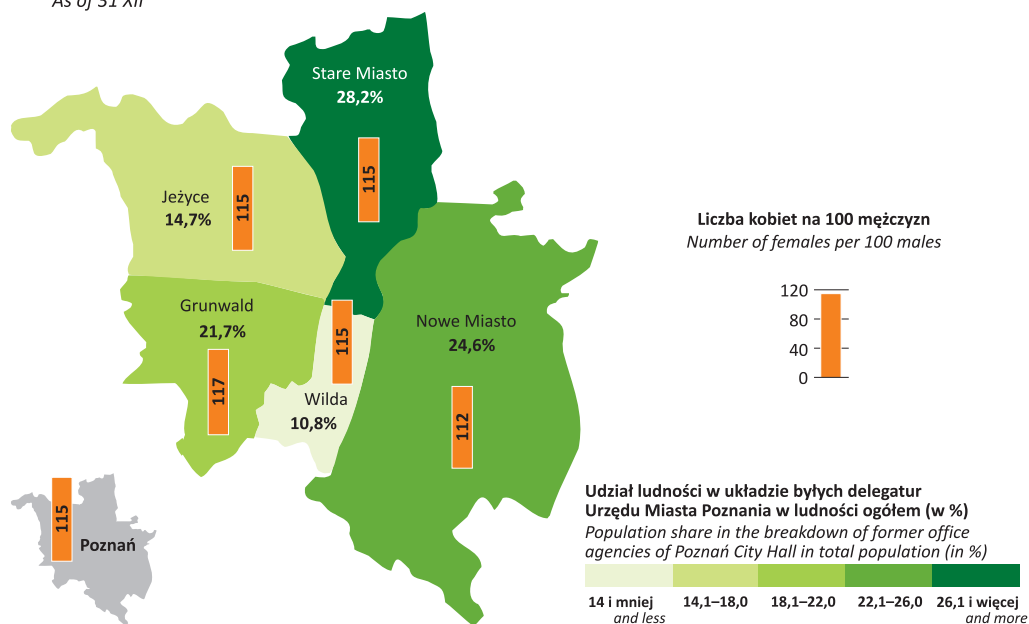 As of 31 XII
Stare Miasto
28,2%
115
Jeżyce
14,7%
115
Grunwald
21,7%
117
115
Wilda
10,8%
Nowe Miasto
24,6%
112
115
Poznań
Liczba kobiet na 100 mężczyzn
Number of females per 100 males
120
80
40
0
Udział ludności w układzie byłych delegatur
Urzędu Miasta Poznania w ludności ogółem (w %)
Population share in the breakdown of former office
agencies of Poznań City Hall in total population (in %)
14 i mniej
and less
14,1–18,0
18,1–22,0
22,1–26,0
26,1 i więcej
and more